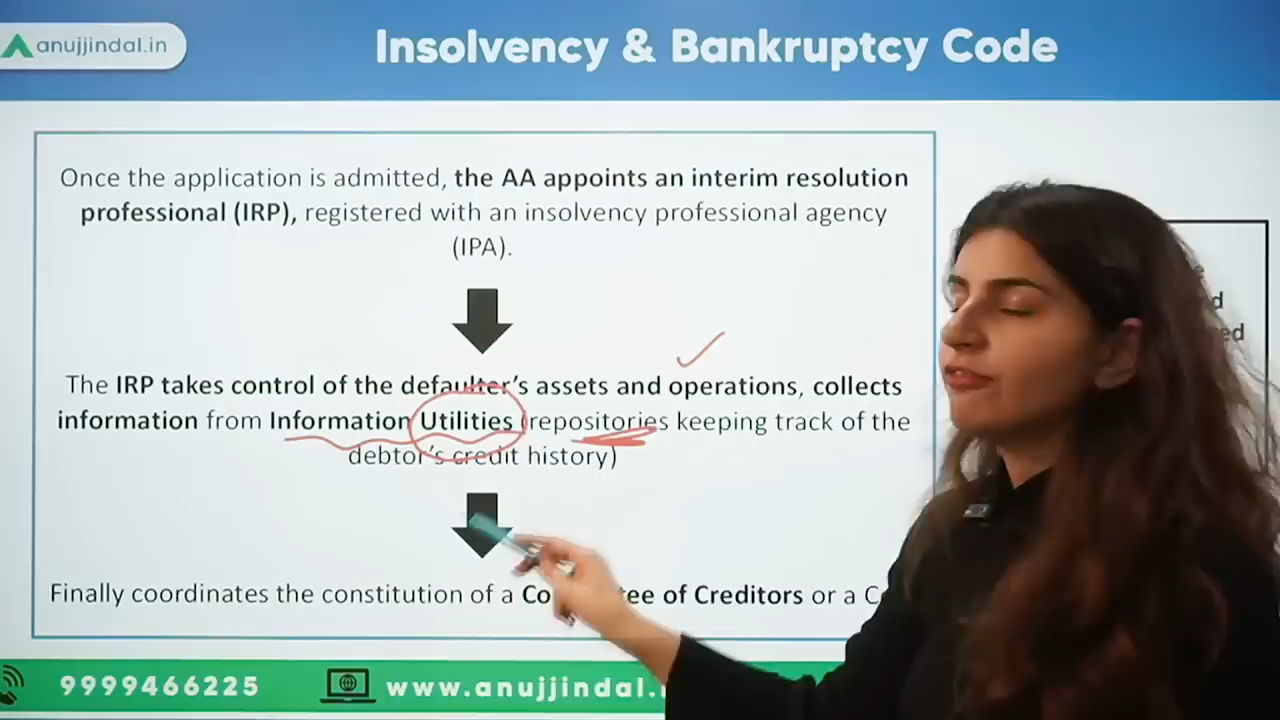 anujjindal.in
Insolvency & Bankruptcy Code
Once the application is admitted, the AA appoints an interim resolution
professional (IRP), registered with an insolvency professional agency
(IPA).
The IRP takes control of the defaulter's assets and operations, collects
information from Information Utilities (repositories keeping track of the
debtor's credit history)
Finally coordinates the constitution of a of Creditors or a
9999466225
www.anujjindal.